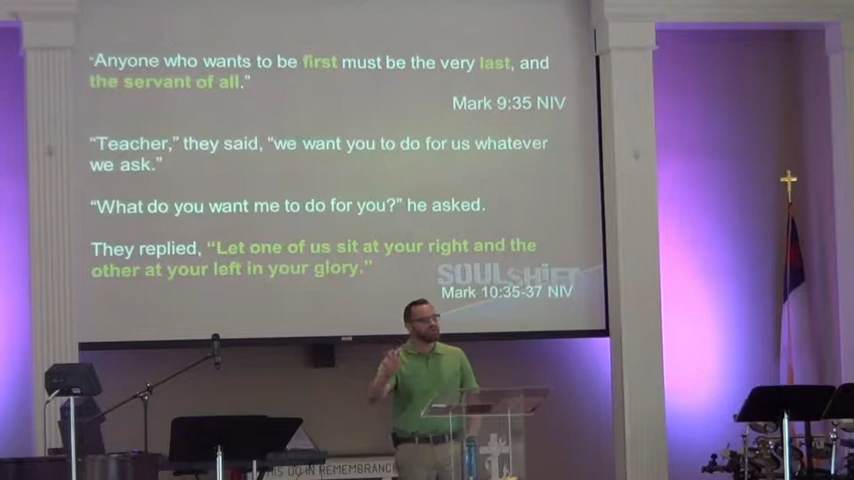 "Anyone who wants to be first must be the very last, and
the servant of all."
Mark 9:35 NIV
"Teacher," they said, "we want you to do for us whatever
we ask."
"What do you want me to do for you?" he asked.
They replied, "Let one of us sit at your right and the
other at your left in your glory."
SOULSHIFT
Mark 10:35-37 NIV
THIS DO IN REMEMBRANCE